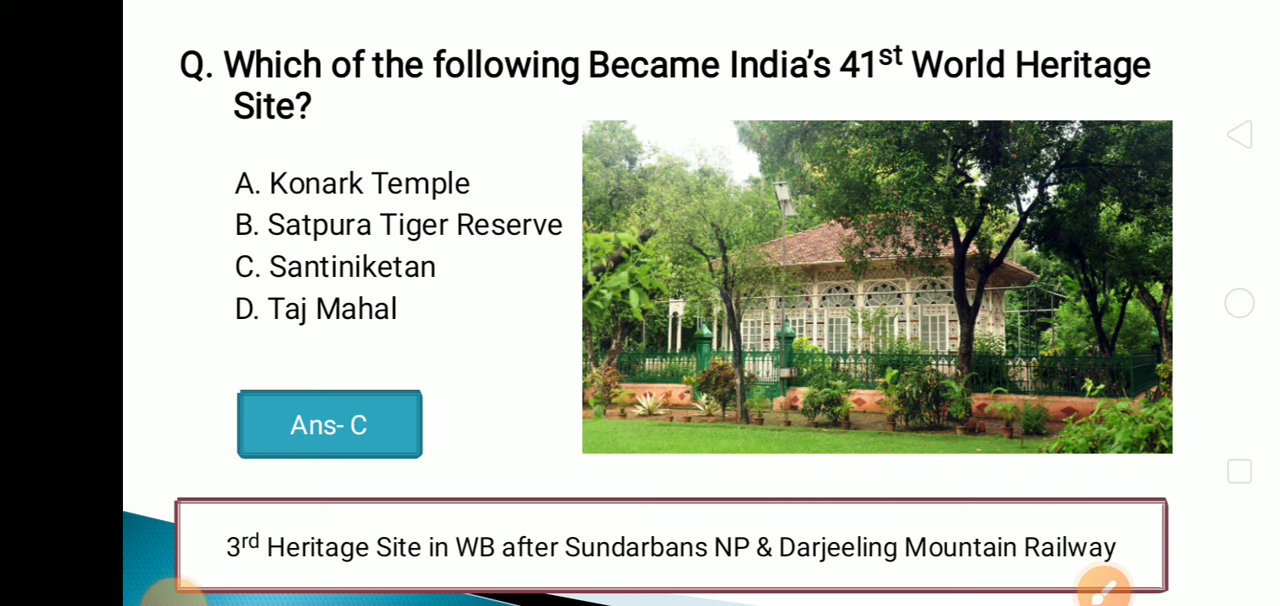 Q. Which of the following Became India's 41st World Heritage
Site?
A. Konark Temple
B. Satpura Tiger Reserve
C. Santiniketan
D. Taj Mahal
Ans- C
3rd Heritage Site in WB after Sundarbans NP & Darjeeling Mountain Railway